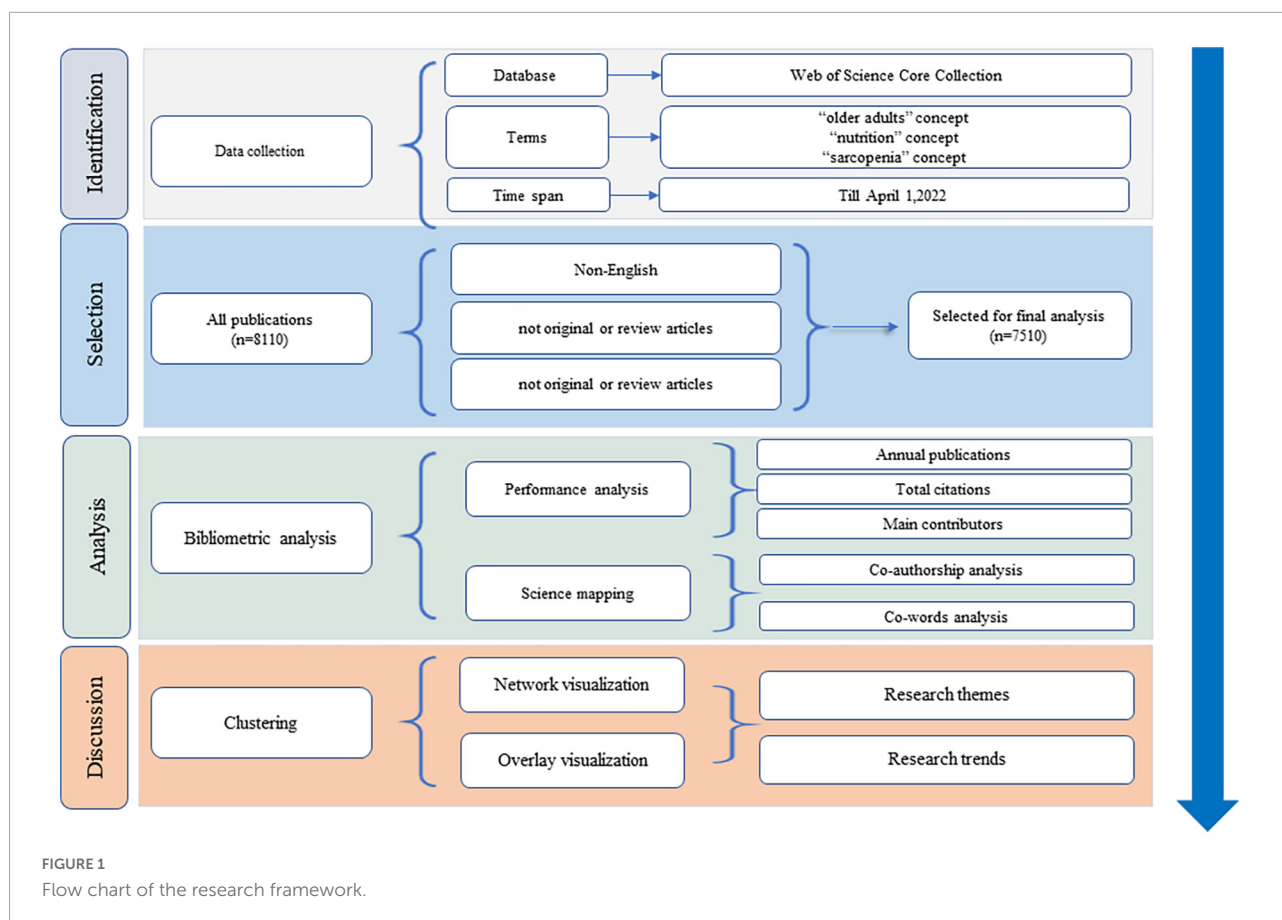 Identification
Data collection
Database
Web of Science Core Collection
Terms
“older adults” concept
“nutrition” concept
“sarcopenia” concept
Time span
Till April 1,2022
Selection
All publications
(n=8110)
Non-English
not original or review articles
not original or review articles
Selected for final analysis
(n=7510)
Analysis
Bibliometric analysis
Performance analysis
Annual publications
Total citations
Main contributors
Science mapping
Co-authorship analysis
Co-words analysis
Discussion
Clustering
Network visualization
Overlay visualization
Research themes
Research trends
FIGURE 1
Flow chart of the research framework.